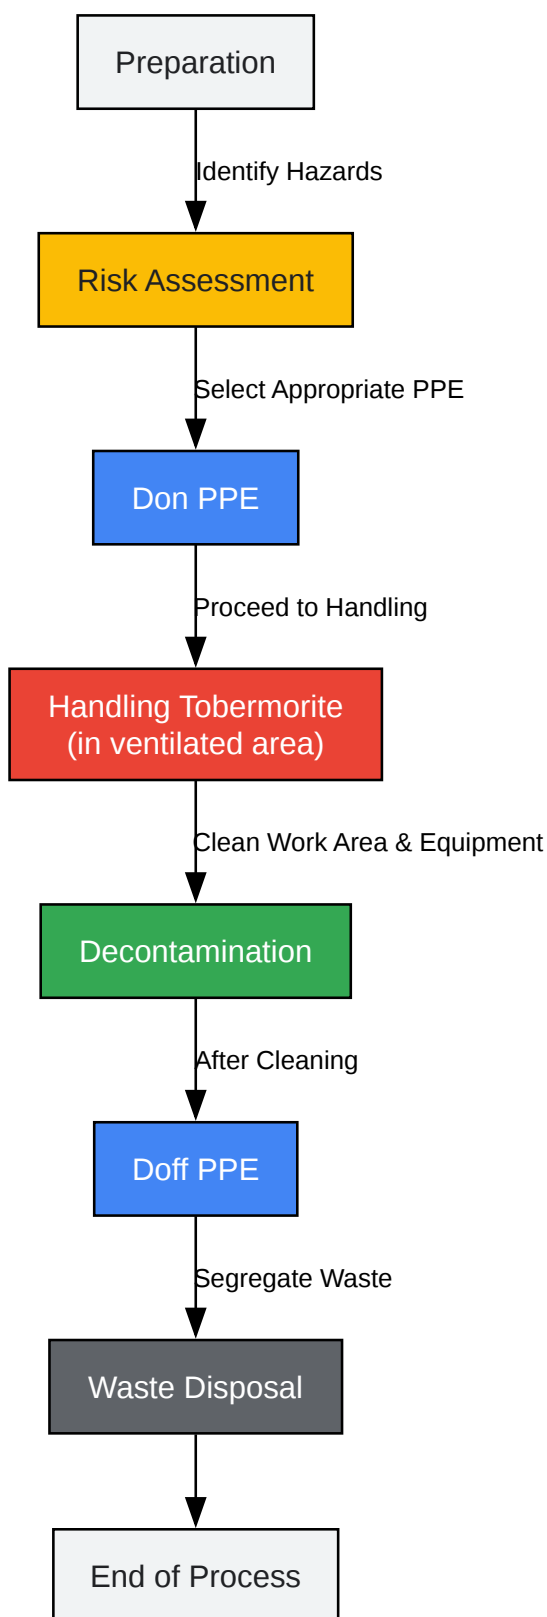 Preparation
Identify Hazards
Risk Assessment
Select Appropriate PPE
Don PPE
Proceed to Handling
Handling Tobermorite
(in ventilated area)
Clean Work Area & Equipment
Decontamination
After Cleaning
Doff PPE
Segregate Waste
Waste Disposal
End of Process